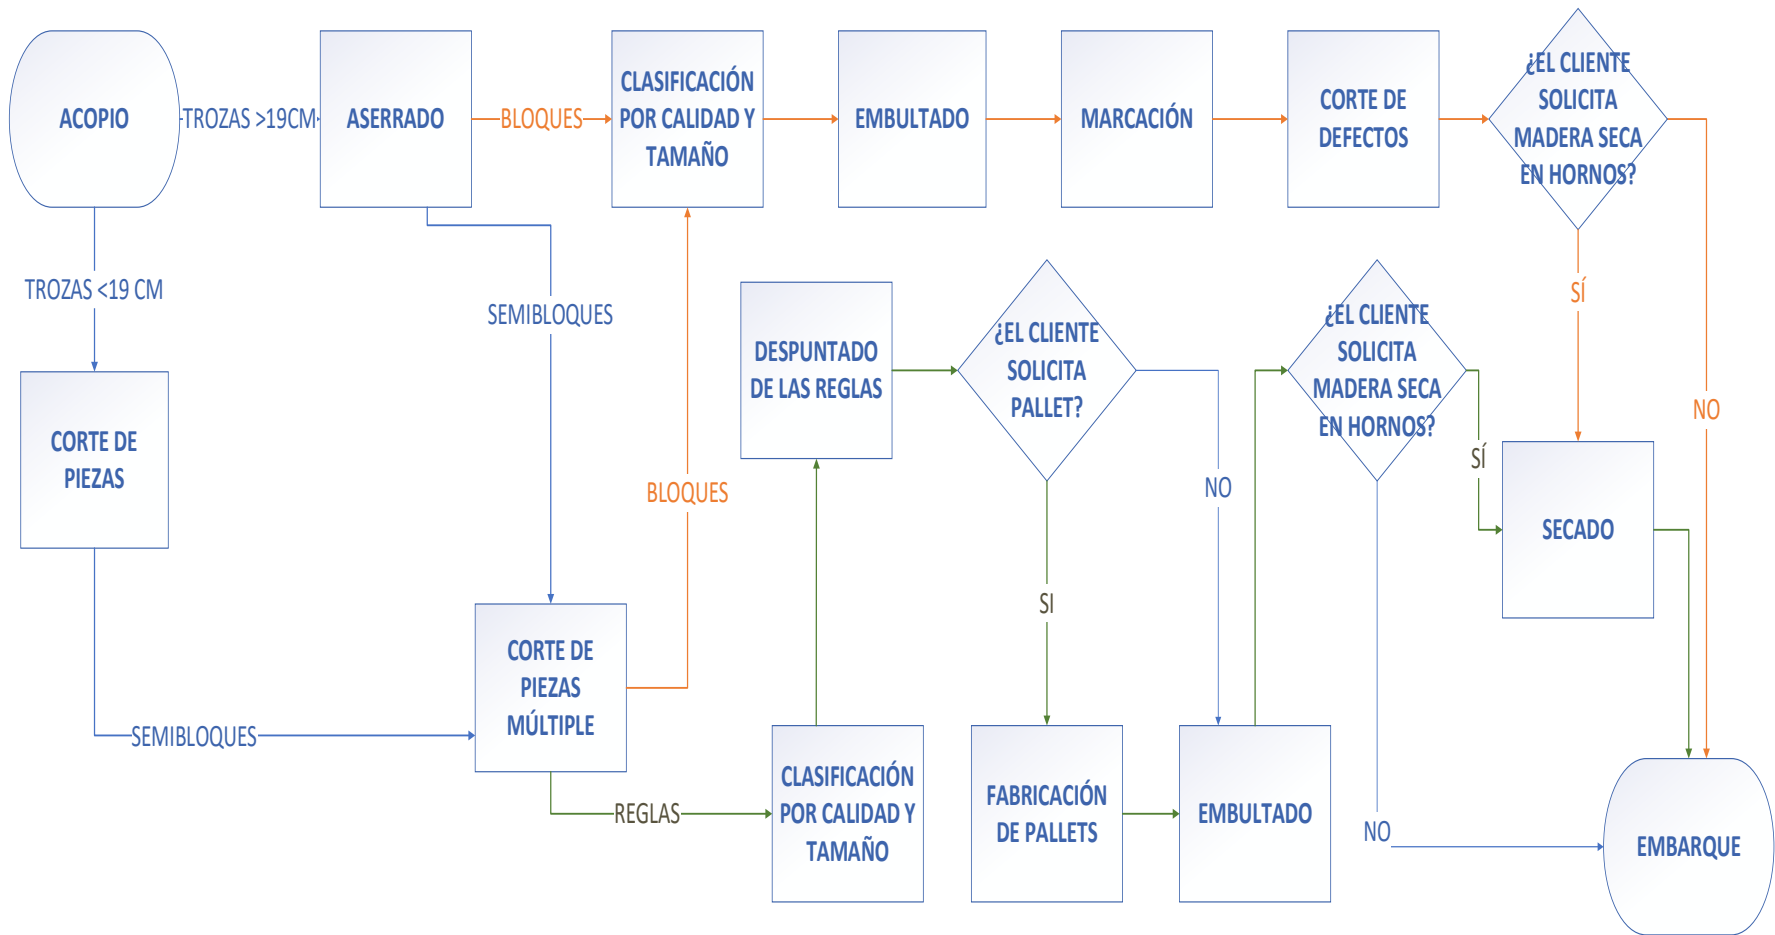 ACOPIO
TROZAS >19CM
ASERRADO
BLOQUES
CLASIFICACIÓN
POR CALIDAD Y
TAMAÑO
EMBULTADO
MARCACIÓN
CORTE DE
DEFECTOS
¿EL CLIENTE
SOLICITA
MADERA SECA
EN HORNOS?
TROZAS <19 CM
SEMIBLOQUES
SÍ
NO
DESPUNTADO
DE LAS REGLAS
¿EL CLIENTE
SOLICITA
PALLET?
¿EL CLIENTE
SOLICITA
MADERA SECA
EN HORNOS?
CORTE DE
PIEZAS
BLOQUES
NO
SÍ
SECADO
SI
CORTE DE
PIEZAS
MÚLTIPLE
SEMIBLOQUES
REGLAS
CLASIFICACIÓN
POR CALIDAD Y
TAMAÑO
FABRICACIÓN
DE PALLETS
EMBULTADO
NO
EMBARQUE